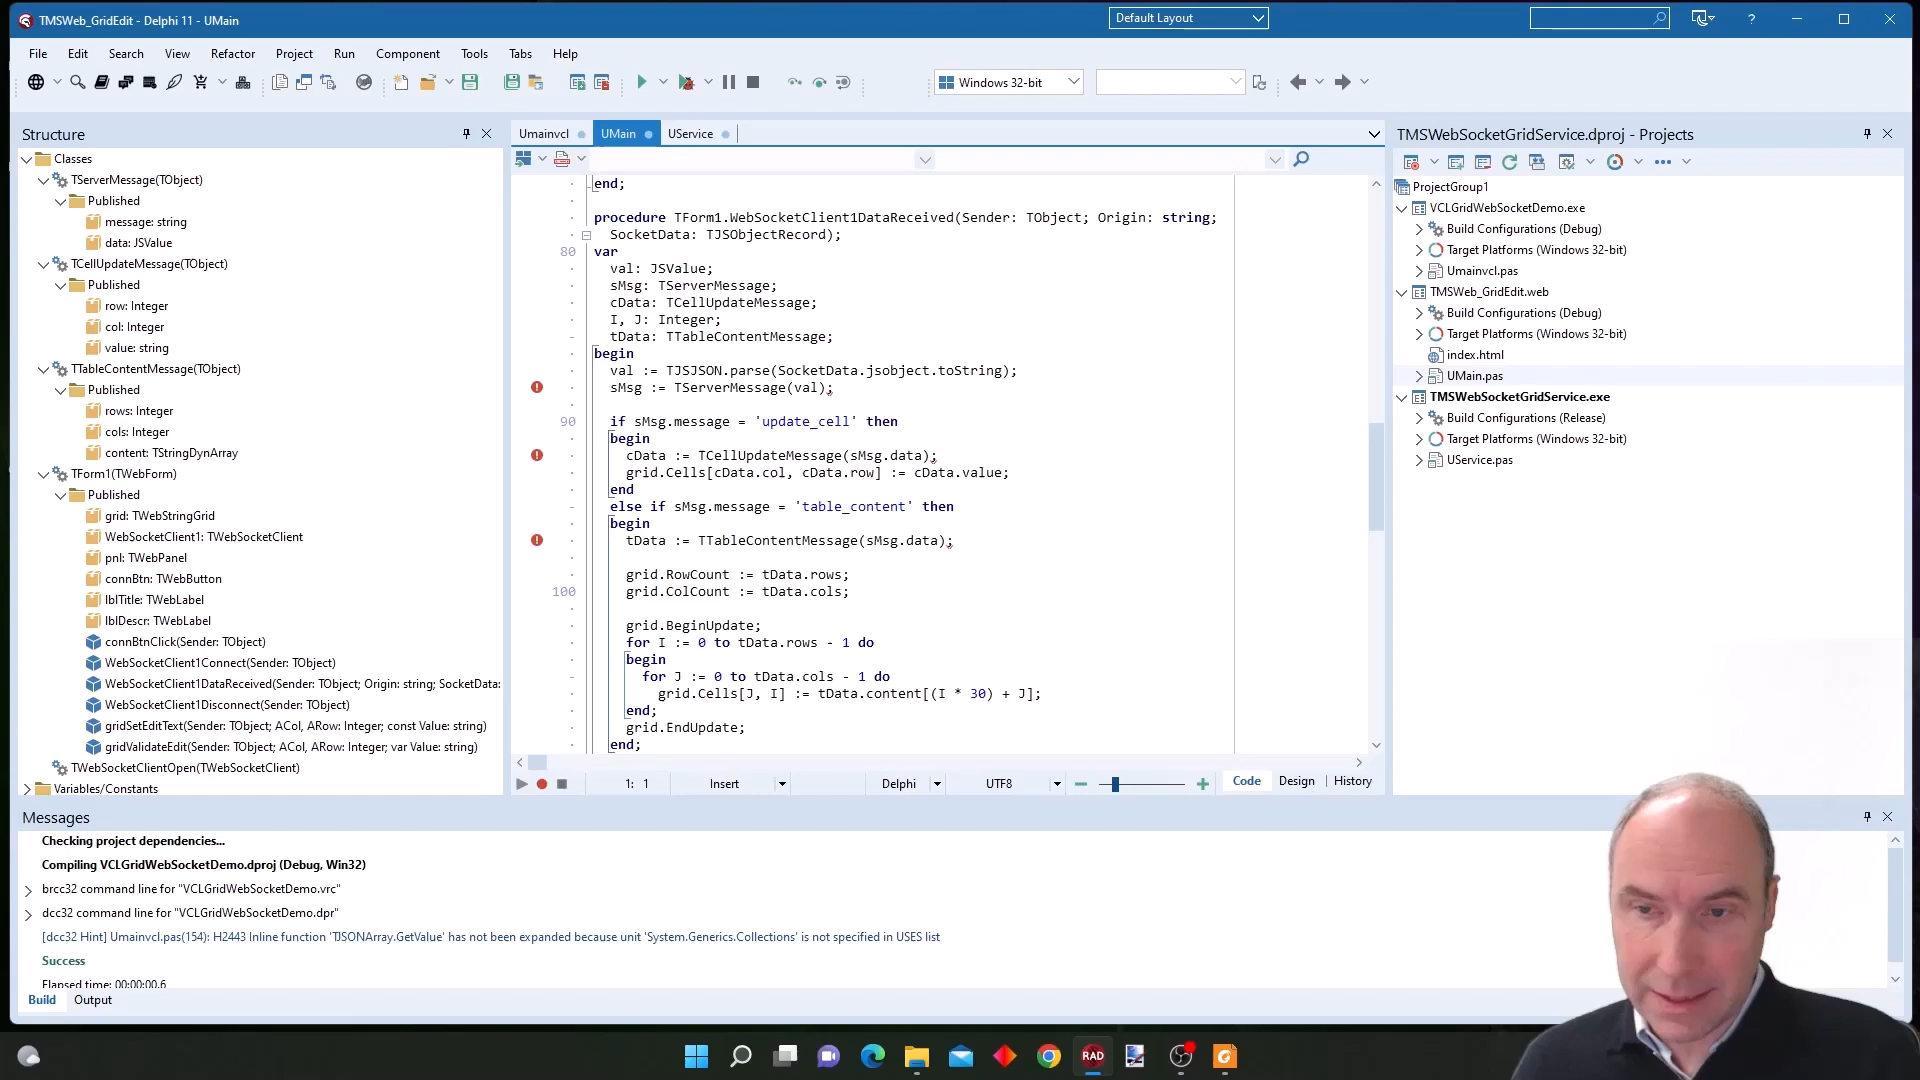 TMSWeb_GridEdit - Delphi 11 - UMain
Default Layout
?
File Edit Search View Refactor Project Run Component Tools Tabs Help
Windows 32-bit
Structure
Classes
TServerMessage(TObject)
Published
message: string
data: JSValue
TCellUpdateMessage(TObject)
Published
row: Integer
col: Integer
value: string
TTableContentMessage(TObject)
Published
rows: Integer
cols: Integer
content: TStringDynArray
TForm1(TWebForm)
Published
grid: TWebStringGrid
WebSocketClient1: TWebSocketClient
pnl: TWebPanel
connBtn: TWebButton
lblTitle: TWebLabel
lblDescr: TWebLabel
connBtnClick(Sender: TObject)
WebSocketClient1Connect(Sender: TObject)
WebSocketClient1DataReceived(Sender: TObject; Origin: string; SocketData:
WebSocketClient1Disconnect(Sender: TObject)
gridSetEditText(Sender: TObject; ACol, ARow: Integer; const Value: string)
gridValidateEdit(Sender: TObject; ACol, ARow: Integer; var Value: string)
TWebSocketClientOpen(TWebSocketClient)
Variables/Constants
Umainvcl UMain UService
end;
procedure TForm1.WebSocketClient1DataReceived(Sender: TObject; Origin: string;
SocketData: TJSObjectRecord);
80 var
val: JSValue;
sMsg: TServerMessage;
cData: TCellUpdateMessage;
I, J: Integer;
tData: TTableContentMessage;
begin
val := TJSJSON.parse(SocketData.jsobject.toString);
sMsg := TServerMessage(val);
90 if sMsg.message = 'update_cell' then
begin
cData := TCellUpdateMessage(sMsg.data);
grid.Cells[cData.col, cData.row] := cData.value;
end
else if sMsg.message = 'table_content' then
begin
tData := TTableContentMessage(sMsg.data);
grid.RowCount := tData.rows;
100 grid.ColCount := tData.cols;
grid.BeginUpdate;
for I := 0 to tData.rows - 1 do
begin
for J := 0 to tData.cols - 1 do
grid.Cells[J, I] := tData.content[(I * 30) + J];
end;
grid.EndUpdate;
end;
1: 1 Insert Delphi UTF8 Code Design History
TMSWebSocketGridService.dproj - Projects
ProjectGroup1
VCLGridWebSocketDemo.exe
Build Configurations (Debug)
Target Platforms (Windows 32-bit)
Umainvcl.pas
TMSWeb_GridEdit.web
Build Configurations (Debug)
Target Platforms (Windows 32-bit)
index.html
UMain.pas
TMSWebSocketGridService.exe
Build Configurations (Release)
Target Platforms (Windows 32-bit)
UService.pas
Messages
Checking project dependencies...
Compiling VCLGridWebSocketDemo.dproj (Debug, Win32)
brcc32 command line for "VCLGridWebSocketDemo.vrc"
dcc32 command line for "VCLGridWebSocketDemo.dpr"
[dcc32 Hint] Umainvcl.pas(154): H2443 Inline function 'TJSONArray.GetValue' has not been expanded because unit 'System.Generics.Collections' is not specified in USES list
Success
Elapsed time: 00:00:00.6
Build Output
RAD